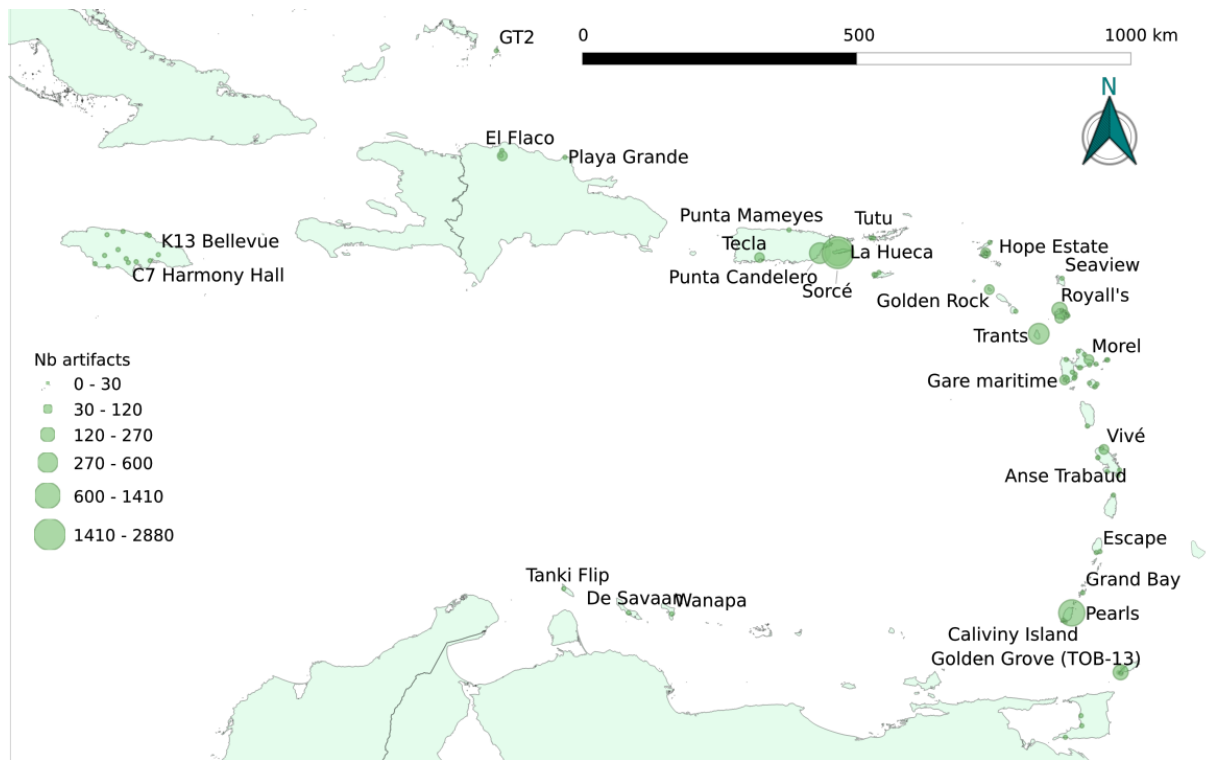 GT2
0 500 1000 km
N
El Flaco
Playa Grande
Punta Mameyes
Tutu
K13 Bellevue
Tecla
La Hueca
Hope Estate
C7 Harmony Hall
Punta Candelero
Seaview
Sorcé
Golden Rock
Royall's
Trants
Morel
Nb artifacts
0 - 30
30 - 120
120 - 270
270 - 600
600 - 1410
1410 - 2880
Gare maritime
Vivé
Anse Trabaud
Escape
Tanki Flip
Grand Bay
De Savaan
Wanapa
Pearls
Caliviny Island
Golden Grove (TOB-13)